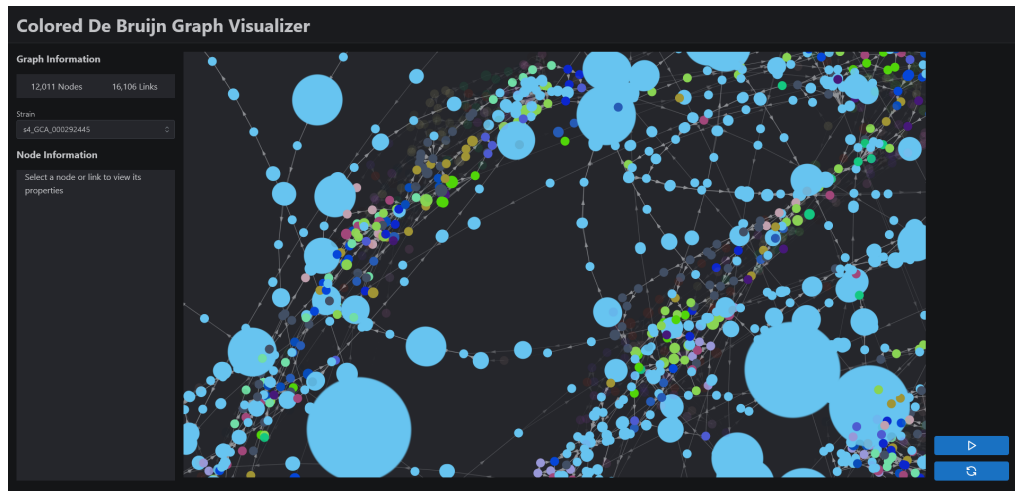 Colored De Bruijn Graph Visualizer
Graph Information
12,011 Nodes 16,106 Links
Strain
s4_GCA_000292445
Node Information
Select a node or link to view its
properties